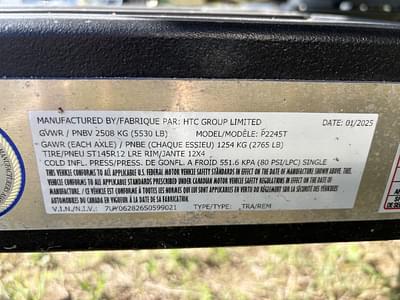 MANUFACTURED BY/FABRIQUE PAR: HTC GROUP LIMITED DATE: 01/2025
GVWR / PNBV 2508 KG (5530 LB) MODEL/MODÈLE: P2245T
GAWR (EACH AXLE) / PNBE (CHAQUE ESSIEU) 1254 KG (2765 LB)
TIRE/PNEU ST145R12 LRE RIM/JANTE 12X4
COLD INFL. PRESS/PRESS. DE GONFL. A FROID 551.6 KPA (80 PSI/LPC) SINGLE
THIS VEHICLE CONFORMS TO ALL APPLICABLE U.S. FEDERAL MOTOR VEHICLE SAFETY STANDARDS IN EFFECT ON THE DATE OF MANUFACTURE SHOWN ABOVE. THIS
VEHICLE CONFORMS TO ALL APPLICABLE STANDARDS PRESCRIBED UNDER CANADIAN MOTOR VEHICLE SAFETY REGULATIONS IN EFFECT ON THE DATE OF
MANUFACTURE. / CE VEHICULE EST CONFORME A TOUTES LES NORMES QUI LUI SONT APPLICABLES EN VERTU DU REGLEMENT SUR LA SÉCURITÉ DES VÉHICULES
AUTOMOBILES DU CANADA EN VIGUEUR A LA DATE DE SA FABRICATION.
V.I.N./N.I.V.: TYPE/TYPE: TRA/REM